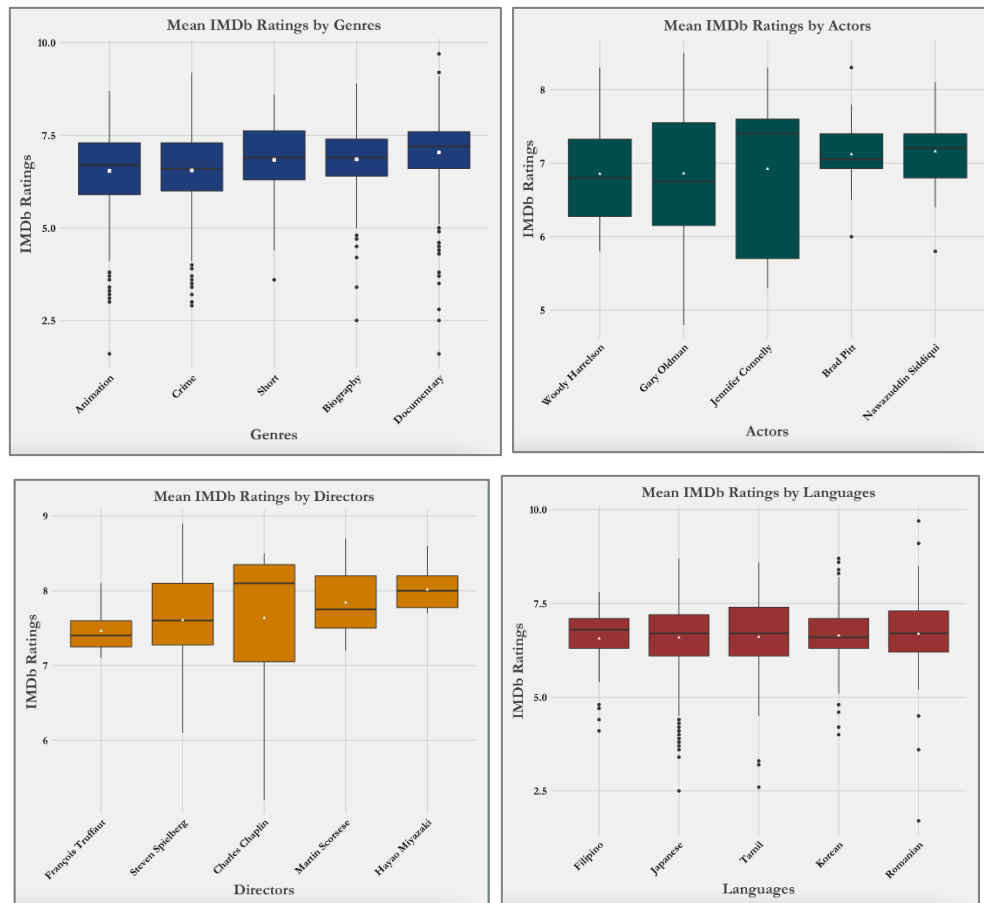 Mean IMDb Ratings by Genres
10.0
7.5
5.0
2.5
IMDb Ratings
Animation
Crime
Short
Biography
Documentary
Genres
Mean IMDb Ratings by Actors
8
7
6
5
IMDb Ratings
Woody Harrelson
Gary Oldman
Jennifer Connelly
Brad Pitt
Nawazuddin Siddiqui
Actors
Mean IMDb Ratings by Directors
9
8
7
6
IMDb Ratings
François Truffaut
Steven Spielberg
Charles Chaplin
Martin Scorsese
Hayao Miyazaki
Directors
Mean IMDb Ratings by Languages
10.0
7.5
5.0
2.5
IMDb Ratings
Filipino
Japanese
Tamil
Korean
Romanian
Languages